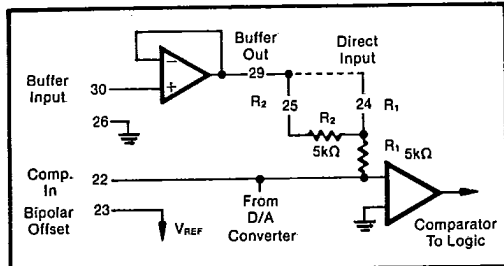 Buffer Out
Direct Input
Buffer Input
−
+
30
29
R₂
25
24
R₁
26
R₂
5kΩ
R₁
5kΩ
Comp. In
22
Bipolar Offset
23
V_REF
From D/A Converter
Comparator To Logic